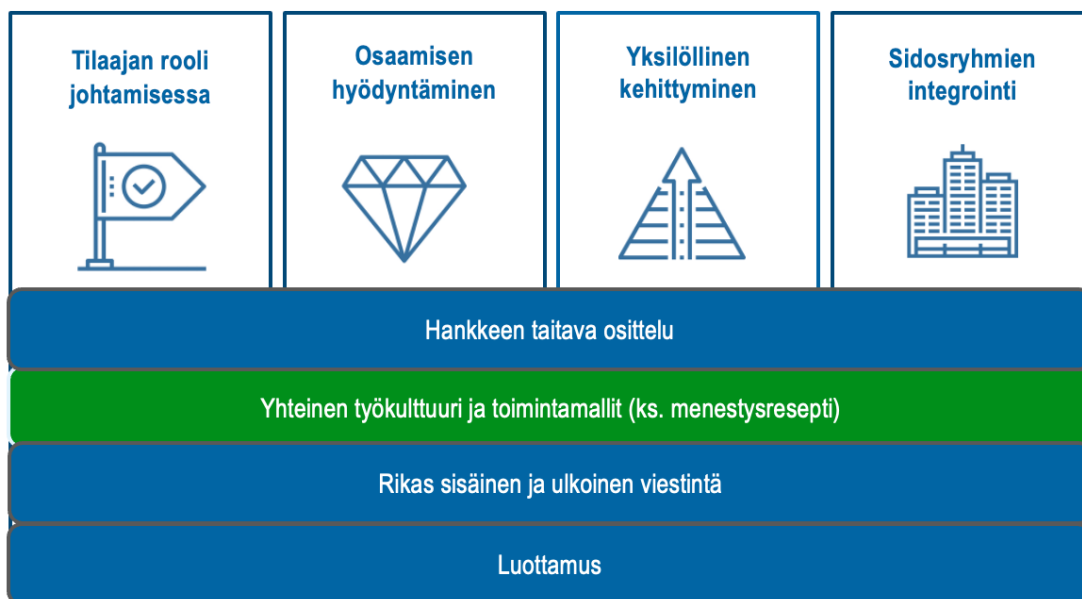 Tilaajan rooli
johtamisessa
Osaamisen
hyödyntäminen
Yksilöllinen
kehittyminen
Sidosryhmien
integrointi
Hankkeen taitava osittelu
Yhteinen työkulttuuri ja toimintamallit (ks. menestysresepti)
Rikas sisäinen ja ulkoinen viestintä
Luottamus